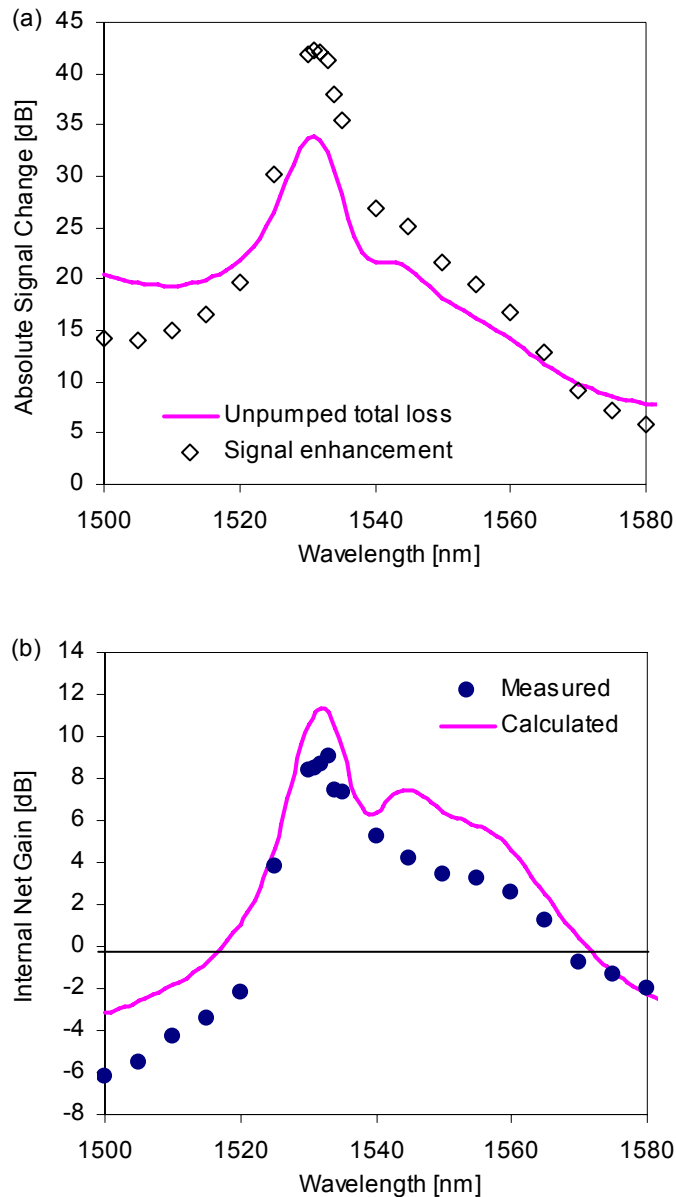 (a)
45
40
35
30
25
20
15
10
5
0
Absolute Signal Change [dB]
Unpumped total loss
Signal enhancement
1500 1520 1540 1560 1580
Wavelength [nm]
(b)
14
12
10
8
6
4
2
0
-2
-4
-6
-8
Internal Net Gain [dB]
Measured
Calculated
1500 1520 1540 1560 1580
Wavelength [nm]